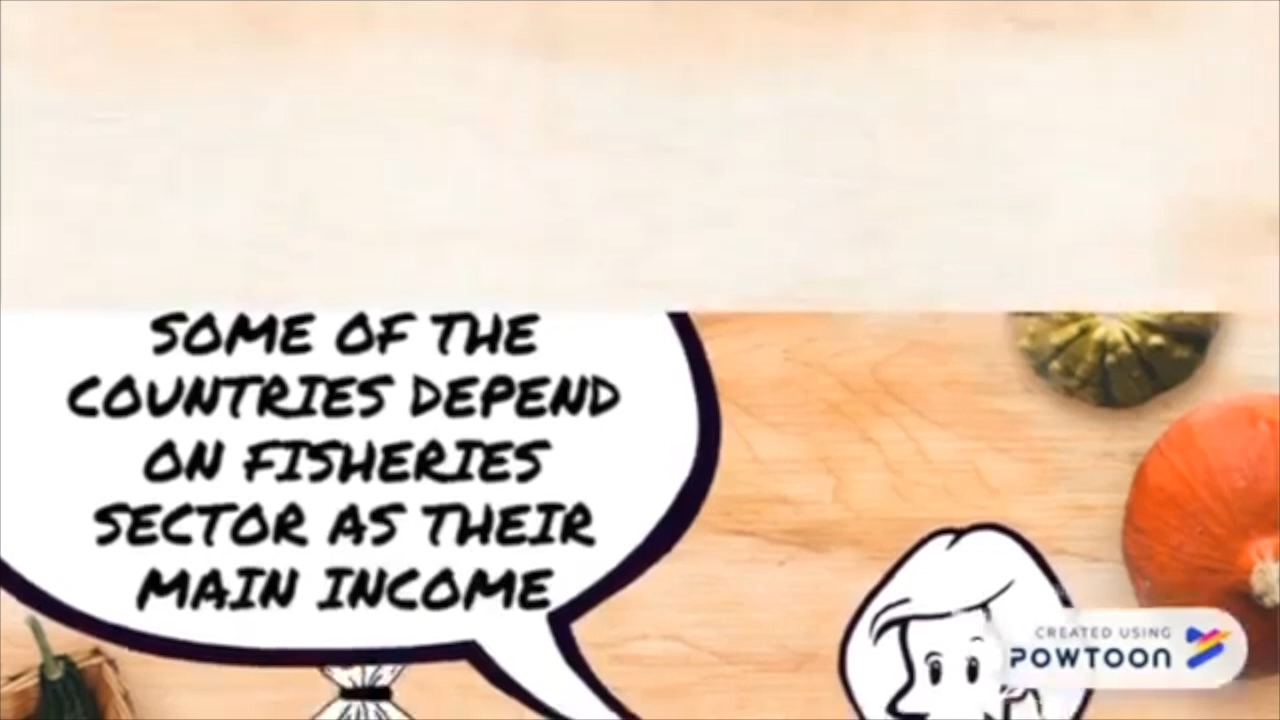 SOME OF THE
COUNTRIES DEPEND
ON FISHERIES
SECTOR AS THEIR
MAIN INCOME
CREATED USING
POWTOON